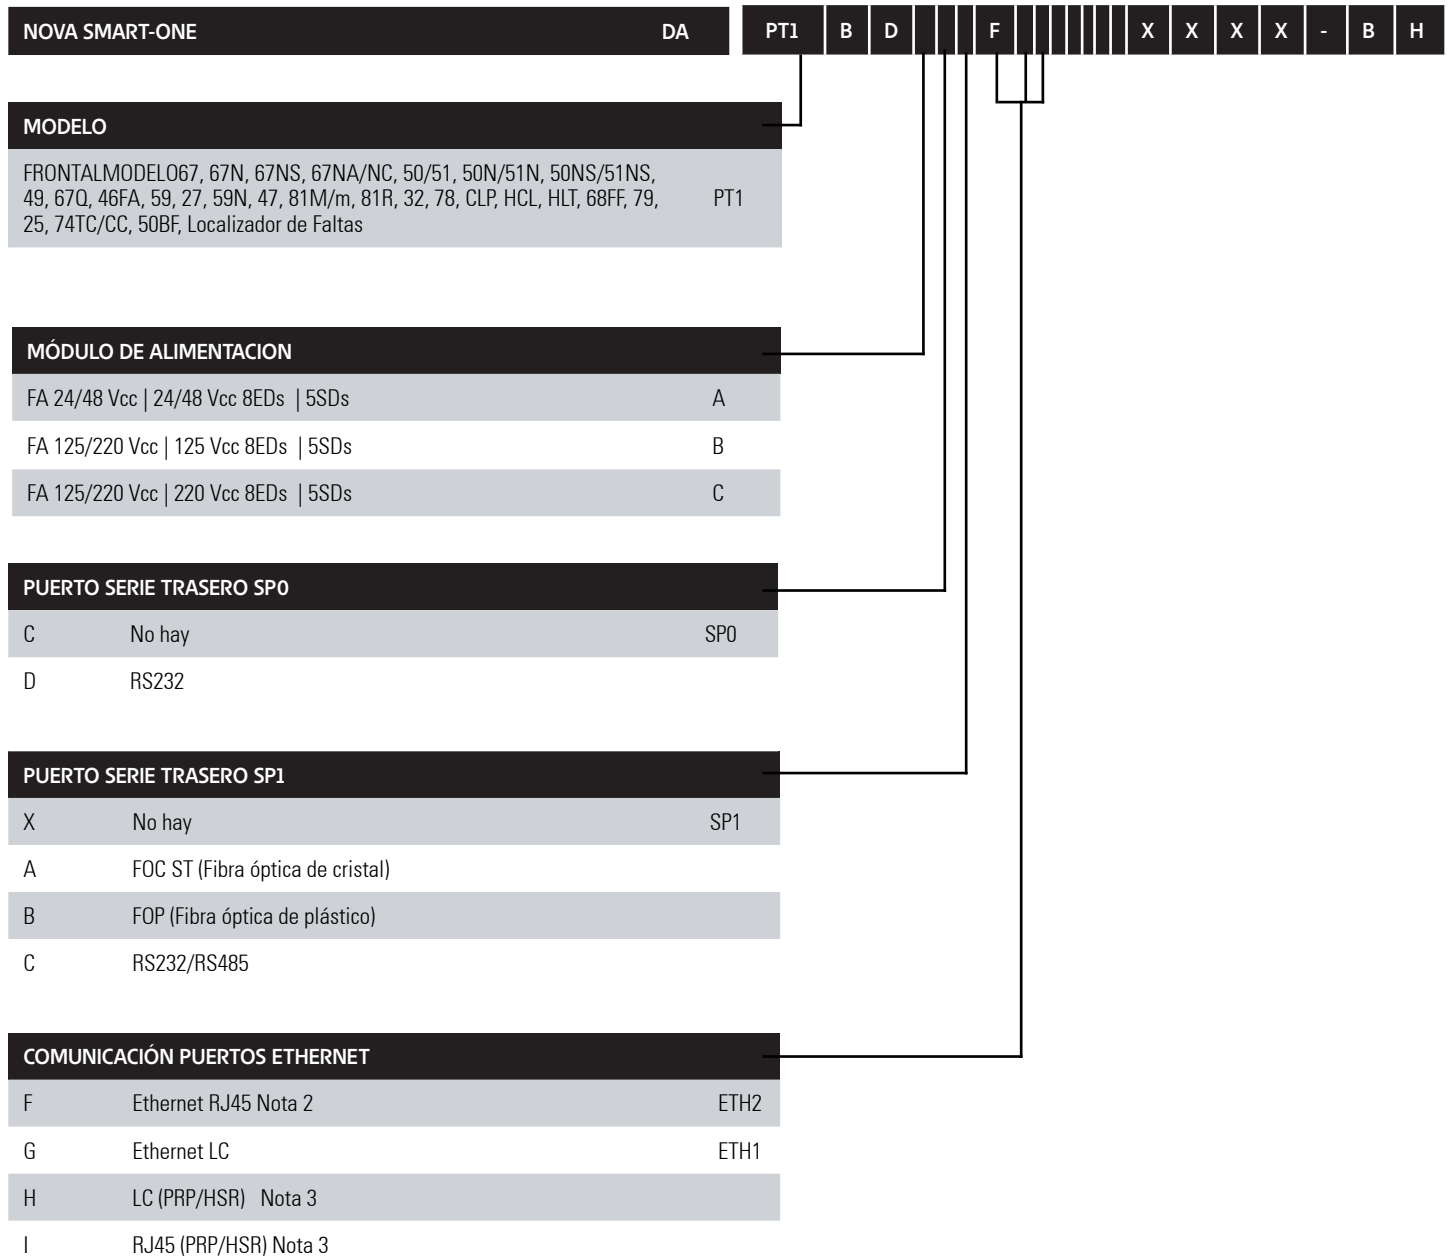 NOVA SMART-ONE DA PT1 B D F X X X X - B H
MODELO
FRONTALMODELO67, 67N, 67NS, 67NA/NC, 50/51, 50N/51N, 50NS/51NS,
49, 67Q, 46FA, 59, 27, 59N, 47, 81M/m, 81R, 32, 78, CLP, HCL, HLT, 68FF, 79, PT1
25, 74TC/CC, 50BF, Localizador de Faltas
MÓDULO DE ALIMENTACION
FA 24/48 Vcc | 24/48 Vcc 8EDs | 5SDs A
FA 125/220 Vcc | 125 Vcc 8EDs | 5SDs B
FA 125/220 Vcc | 220 Vcc 8EDs | 5SDs C
PUERTO SERIE TRASERO SP0
C No hay SP0
D RS232
PUERTO SERIE TRASERO SP1
X No hay SP1
A FOC ST (Fibra óptica de cristal)
B FOP (Fibra óptica de plástico)
C RS232/RS485
COMUNICACIÓN PUERTOS ETHERNET
F Ethernet RJ45 Nota 2 ETH2
G Ethernet LC ETH1
H LC (PRP/HSR) Nota 3
I RJ45 (PRP/HSR) Nota 3